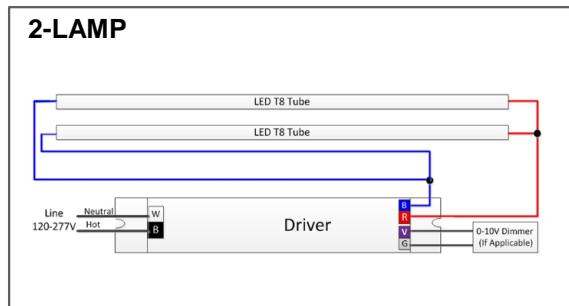 2-LAMP
LED T8 Tube
LED T8 Tube
Line
120-277V
Neutral
Hot
W
B
Driver
B
R
V
G
0-10V Dimmer
(If Applicable)